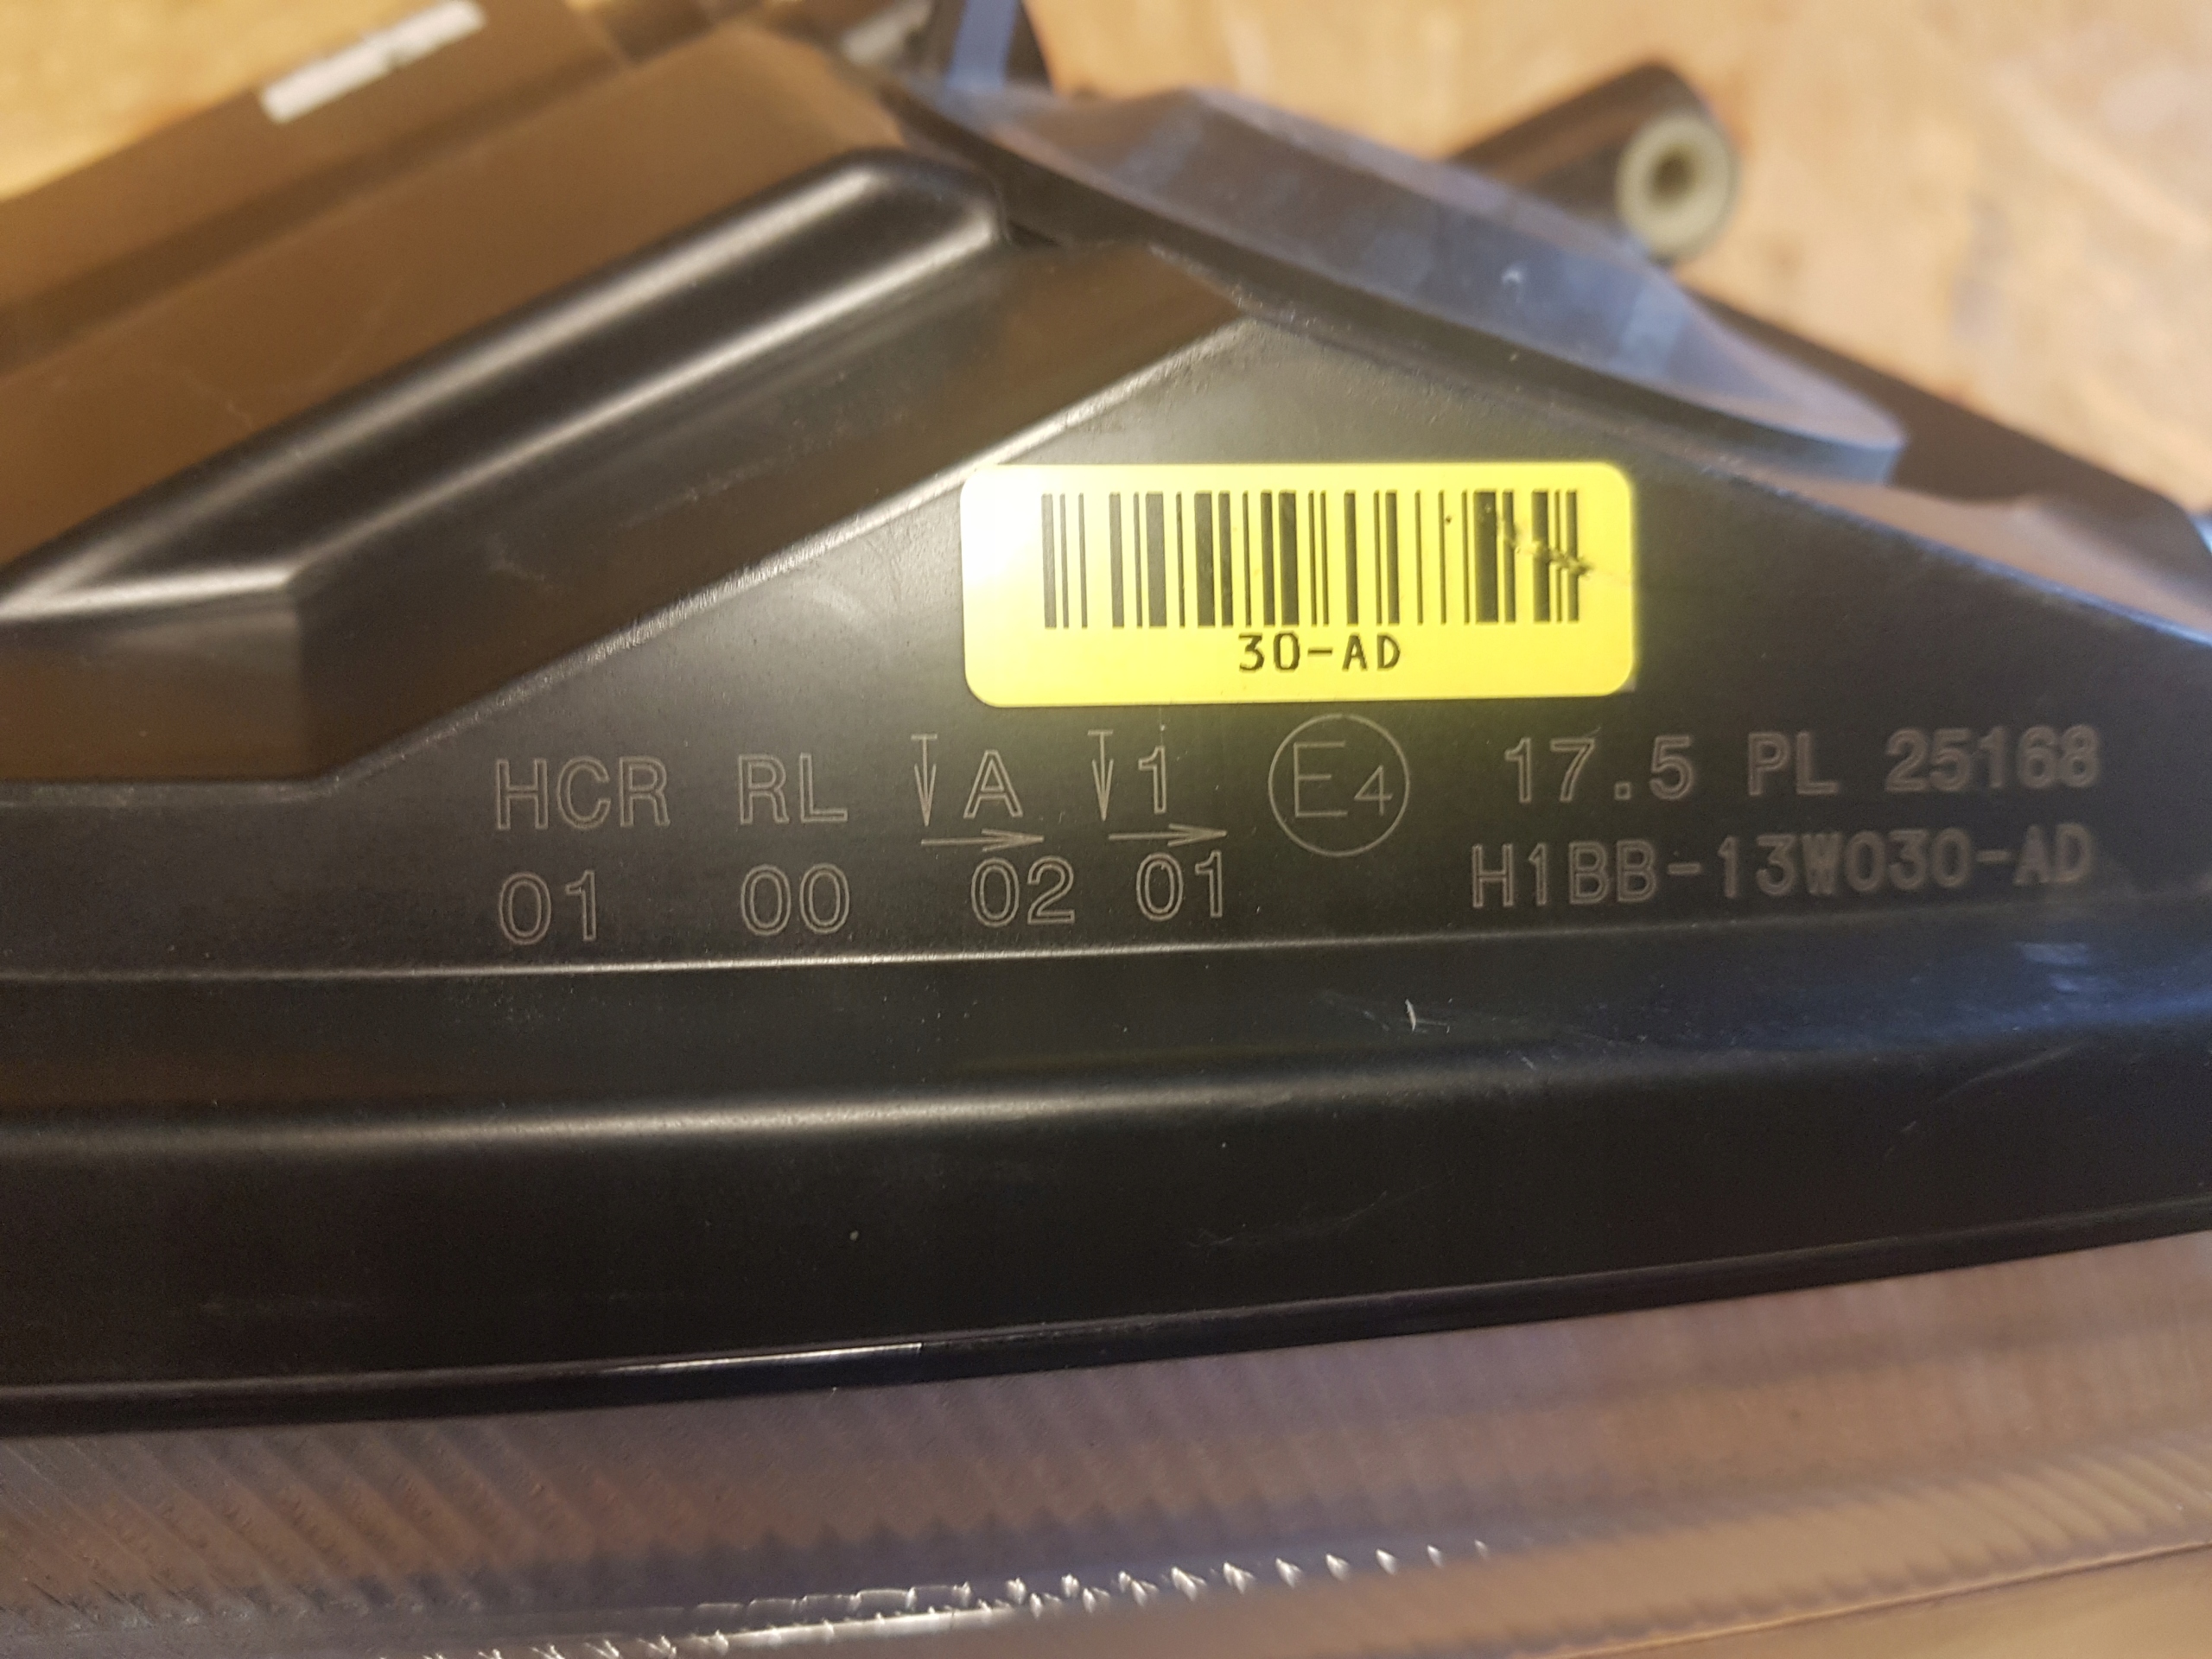 30-AD
HCR RL A 1 E4 17.5 PL 25168
01 00 02 01 H1BB-13W030-AD